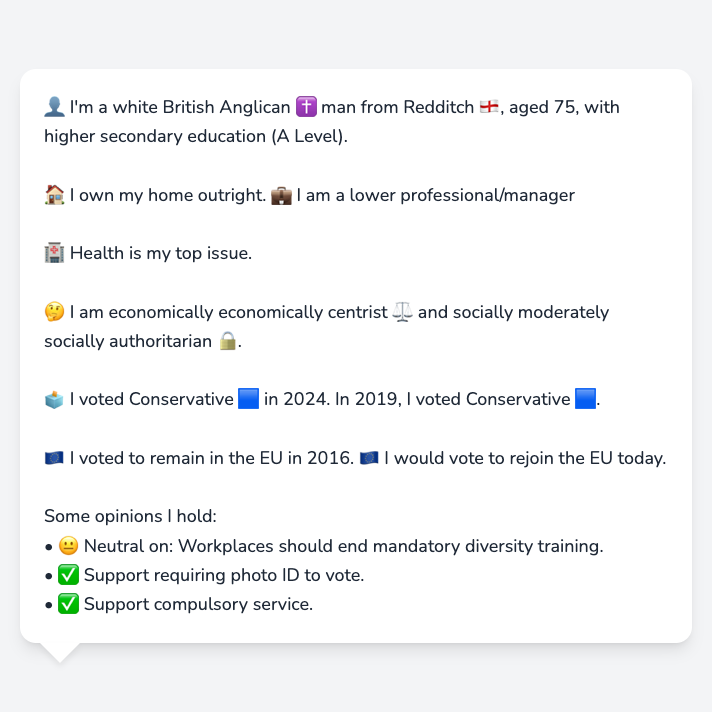 👤 I'm a white British Anglican ✝️ man from Redditch 🏴󠁧󠁢󠁥󠁮󠁧󠁿, aged 75, with
higher secondary education (A Level).
🏠 I own my home outright. 💼 I am a lower professional/manager
🏥 Health is my top issue.
🤔 I am economically economically centrist ⚖️ and socially moderately
socially authoritarian 🔒.
🗳️ I voted Conservative 🟦 in 2024. In 2019, I voted Conservative 🟦.
🇪🇺 I voted to remain in the EU in 2016. 🇪🇺 I would vote to rejoin the EU today.
Some opinions I hold:
• 😐 Neutral on: Workplaces should end mandatory diversity training.
• ✅ Support requiring photo ID to vote.
• ✅ Support compulsory service.